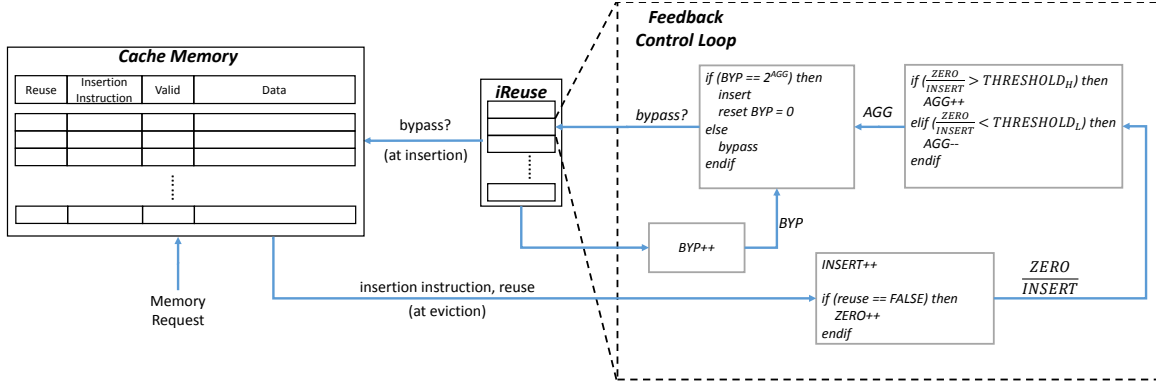 Feedback
Control Loop
Cache Memory
Reuse
Insertion
Instruction
Valid
Data
iReuse
bypass?
(at insertion)
bypass?
if (BYP == 2^AGG) then
insert
reset BYP = 0
else
bypass
endif
AGG
if (ZERO/INSERT > THRESHOLD_H) then
AGG++
elif (ZERO/INSERT < THRESHOLD_L) then
AGG--
endif
BYP++
BYP
insertion instruction, reuse
(at eviction)
INSERT++
if (reuse == FALSE) then
ZERO++
endif
ZERO
INSERT
Memory
Request